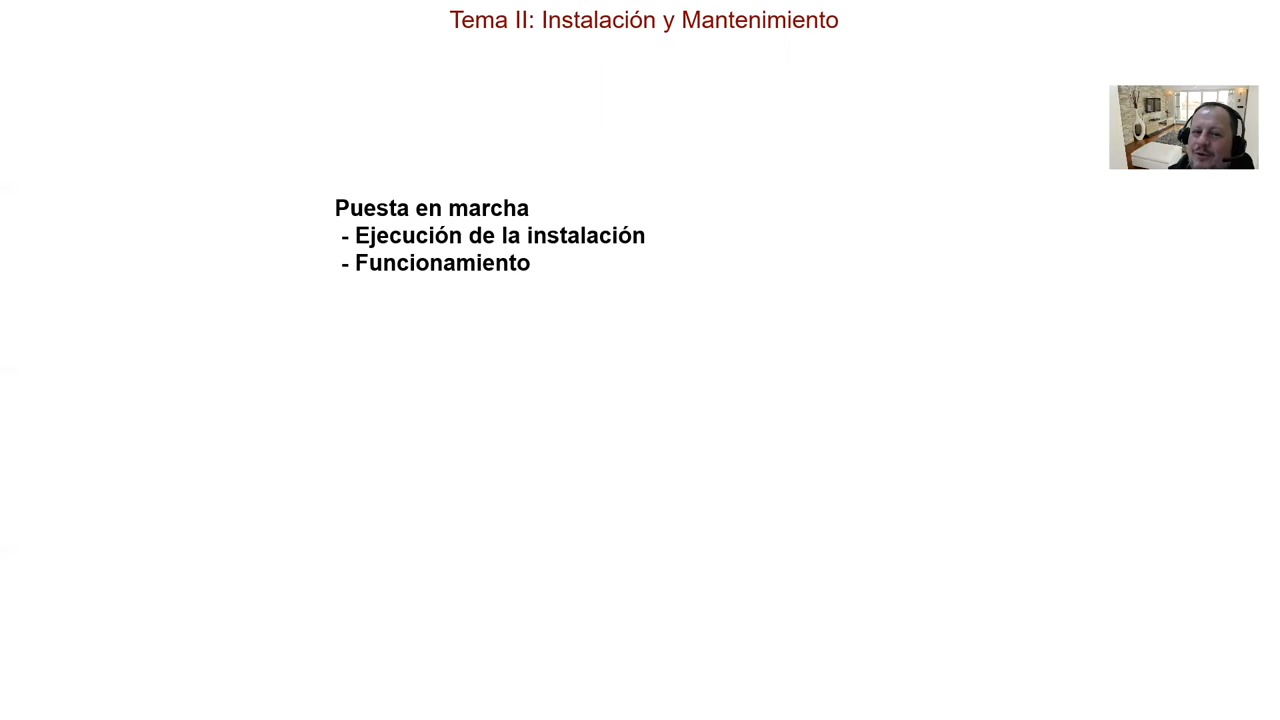 Tema II: Instalación y Mantenimiento
Puesta en marcha
- Ejecución de la instalación
- Funcionamiento